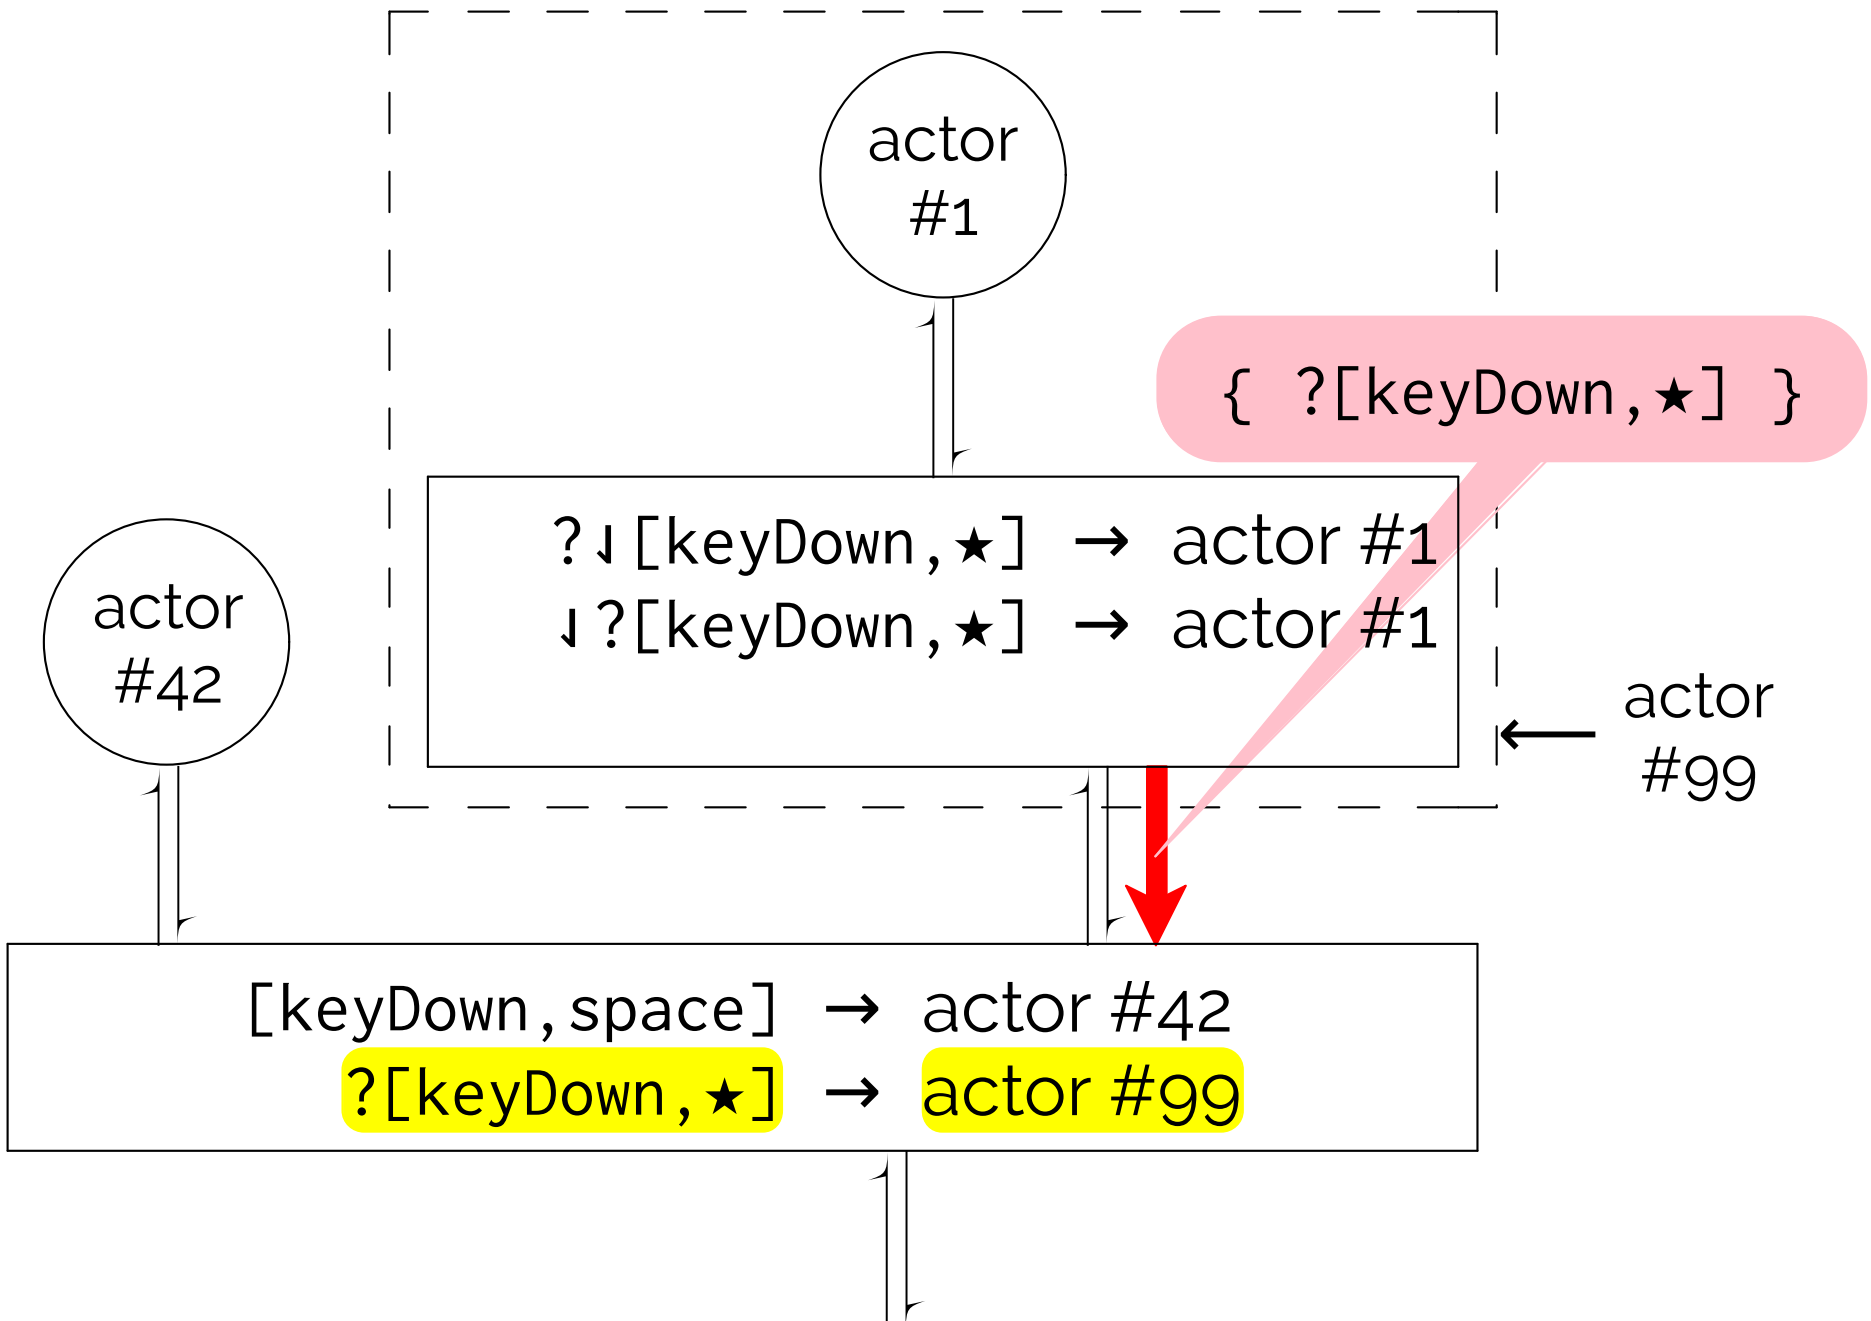 actor
#1
{ ?[keyDown,★] }
?⇃[keyDown,★] → actor #1
⇃?[keyDown,★] → actor #1
actor
#42
actor
#99
[keyDown,space] → actor #42
?[keyDown,★] → actor #99